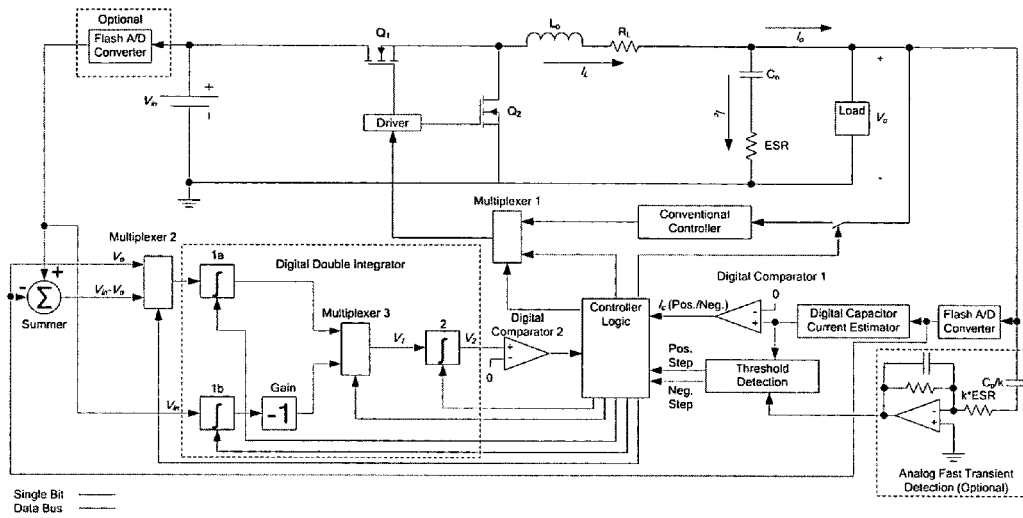 Optional
Flash A/D
Converter
Vin
+
Q1
Q2
Driver
Lo
RL
IL
Io
Co
Ic
ESR
Load
+
Vo
-
Multiplexer 1
Conventional
Controller
Multiplexer 2
Vo
+
-
Σ
Vin-Vo
Summer
Digital Double Integrator
1a
∫
Multiplexer 3
V1
2
∫
V2
Digital
Comparator 2
+
-
0
Vin
1b
∫
Gain
-1
Controller
Logic
Ic (Pos./Neg.)
Digital Comparator 1
0
-
+
Digital Capacitor
Current Estimator
Flash A/D
Converter
Pos.
Step
Neg.
Step
Threshold
Detection
Co/k
k*ESR
-
+
Analog Fast Transient
Detection (Optional)
Single Bit
Data Bus